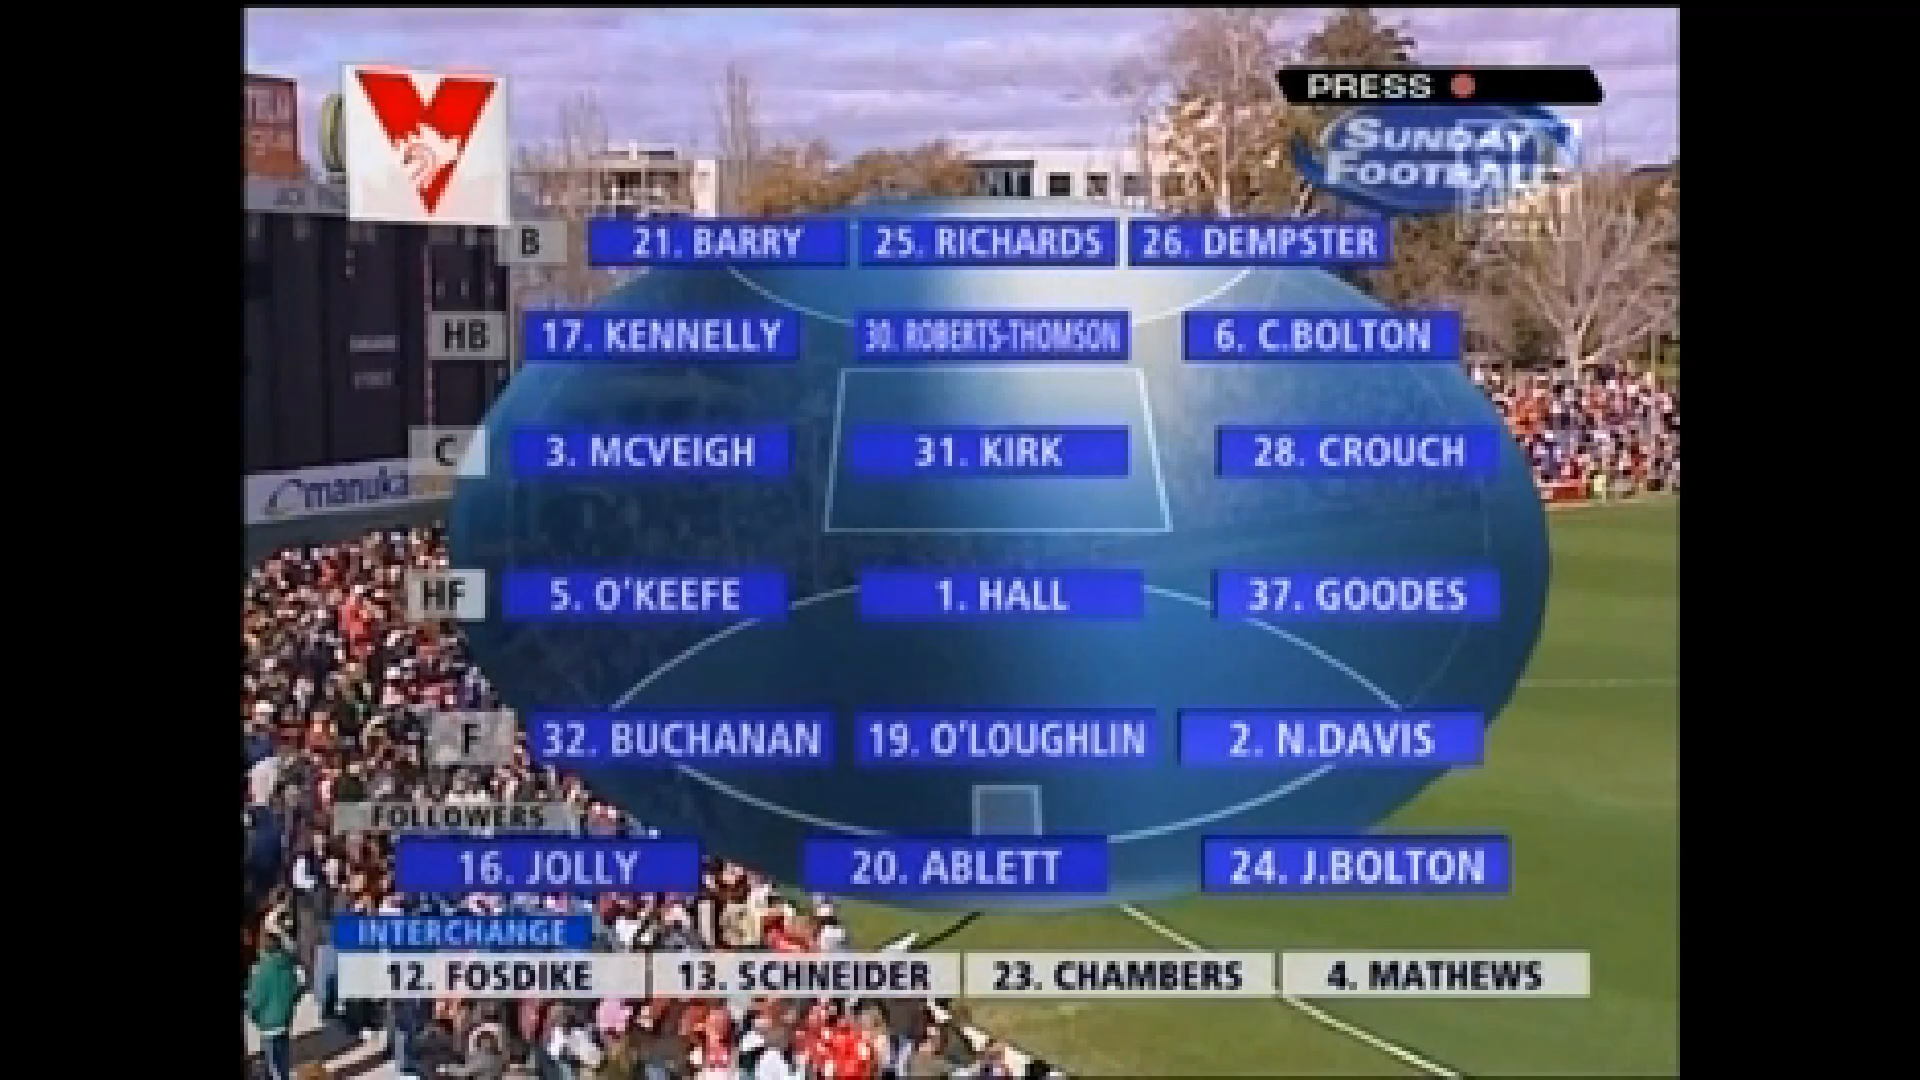 PRESS
SUNDAY
FOOTBALL
B 21. BARRY 25. RICHARDS 26. DEMPSTER
HB 17. KENNELLY 30. ROBERTS-THOMSON 6. C.BOLTON
C 3. MCVEIGH 31. KIRK 28. CROUCH
manuka
HF 5. O'KEEFE 1. HALL 37. GOODES
F 32. BUCHANAN 19. O'LOUGHLIN 2. N.DAVIS
FOLLOWERS
16. JOLLY 20. ABLETT 24. J.BOLTON
INTERCHANGE
12. FOSDIKE 13. SCHNEIDER 23. CHAMBERS 4. MATHEWS